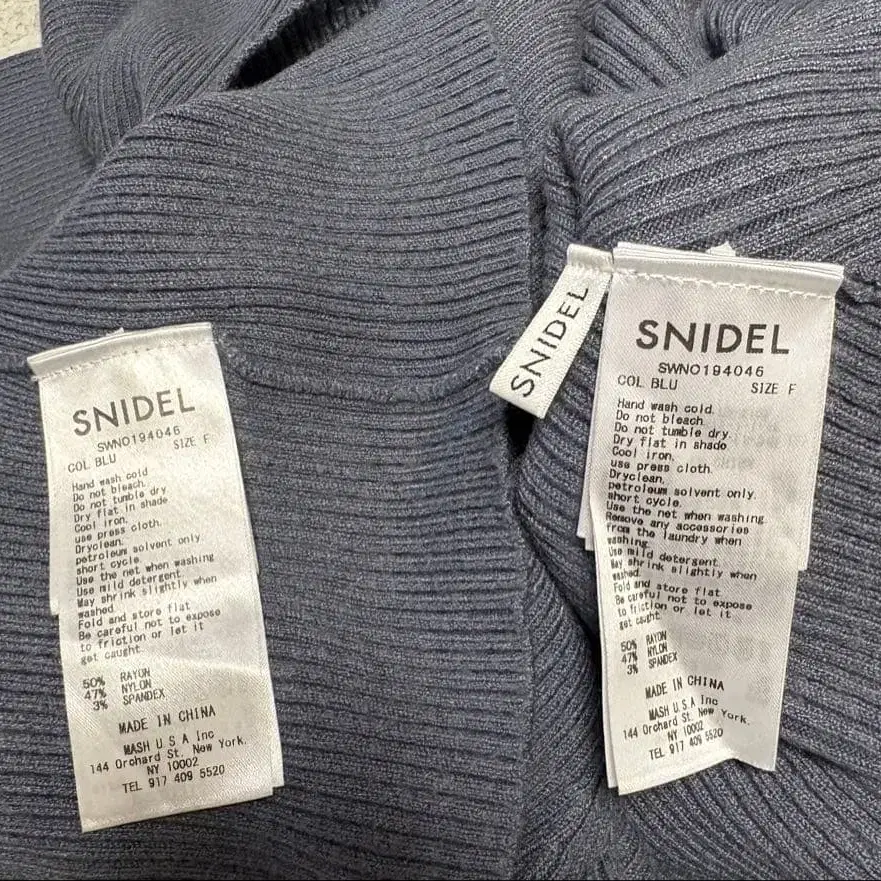 SNIDEL
SWNO194046
COL BLU SIZE F
Hand wash cold
Do not bleach.
Do not tumble dry
Dry flat in shade
Cool iron.
use press cloth.
Dryclean.
petroleum solvent only
short cycle.
Use the net when washing
Use mild detergent.
May shrink slightly when
washed
Fold and store flat
Be careful not to expose
to friction or let it
get caught.
50% RAYON
47% NYLON
3% SPANDEX
MADE IN CHINA
MASH U.S.A Inc
144 Orchard St. New York.
NY 10002
TEL 917 409 5520
SNIDEL
SNIDEL
SWNO194046
COL BLU SIZE F
Hand wash cold.
Do not bleach
Do not tumble dry.
Dry flat in shade
Cool iron.
use press cloth.
Dryclean.
petroleum solvent only.
short cycle.
Use the net when washing.
Remove any accessories
from the laundry when
washing.
Use mild detergent.
May shrink slightly when
washed.
Fold and store flat
Be careful not to expose
to friction or let it
get caught.
50% RAYON
47% NYLON
3% SPANDEX
MADE IN CHINA
MASH U.S.A Inc
144 Orchard St. New York.
NY 10002
TEL 917 409 5520